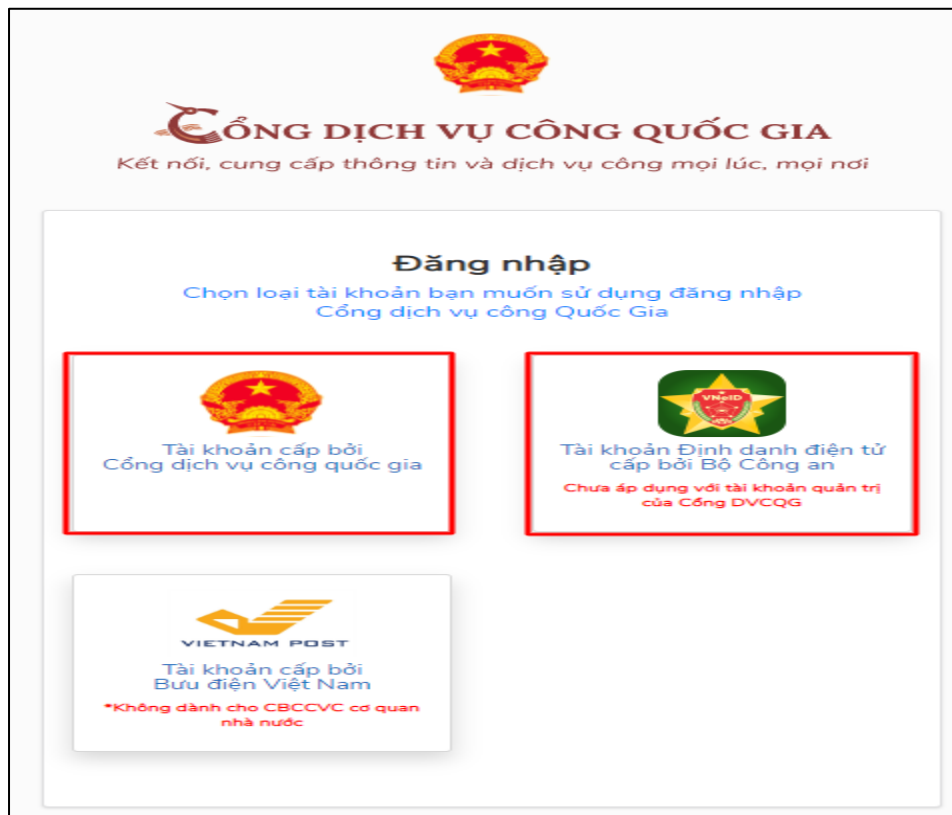 CỔNG DỊCH VỤ CÔNG QUỐC GIA
Kết nối, cung cấp thông tin và dịch vụ công mọi lúc, mọi nơi
Đăng nhập
Chọn loại tài khoản bạn muốn sử dụng đăng nhập
Cổng dịch vụ công Quốc Gia
Tài khoản cấp bởi
Cổng dịch vụ công quốc gia
VNeID
Tài khoản Định danh điện tử
cấp bởi Bộ Công an
Chưa áp dụng với tài khoản quản trị
của Cổng DVCQG
VIETNAM POST
Tài khoản cấp bởi
Bưu điện Việt Nam
*Không dành cho CBCCVC cơ quan
nhà nước